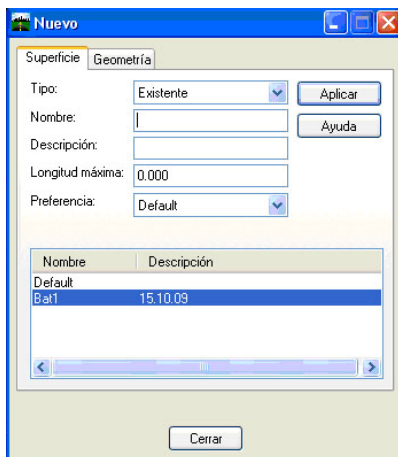 Nuevo
Superficie Geometría
Tipo: Existente Aplicar
Nombre: Ayuda
Descripción:
Longitud máxima: 0.000
Preferencia: Default
Nombre Descripción
Default
Bat1 15.10.09
Cerrar